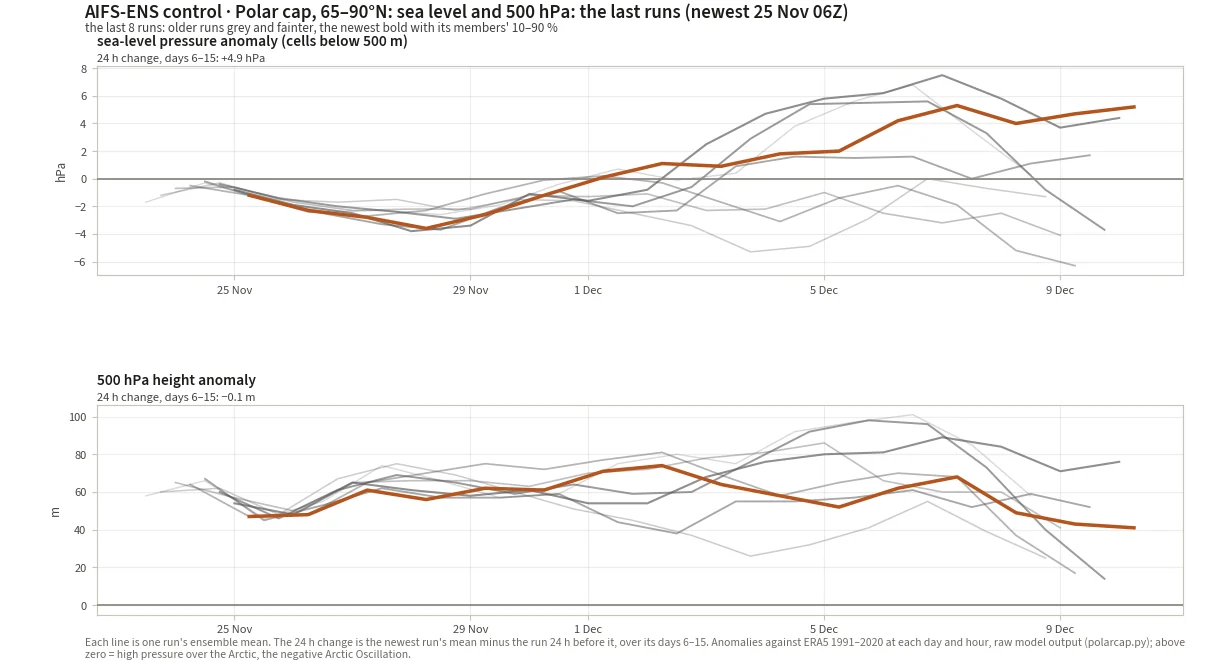 AIFS-ENS control · Polar cap, 65–90°N: sea level and 500 hPa: the last runs (newest 25 Nov 06Z)
the last 8 runs: older runs grey and fainter, the newest bold with its members' 10–90 %
sea-level pressure anomaly (cells below 500 m)
24 h change, days 6–15: +4.9 hPa
8
6
4
2
0
−2
−4
−6
hPa
25 Nov
29 Nov
1 Dec
5 Dec
9 Dec
500 hPa height anomaly
24 h change, days 6–15: −0.1 m
100
80
60
40
20
0
m
25 Nov
29 Nov
1 Dec
5 Dec
9 Dec
Each line is one run's ensemble mean. The 24 h change is the newest run's mean minus the run 24 h before it, over its days 6–15. Anomalies against ERA5 1991–2020 at each day and hour, raw model output (polarcap.py); above
zero = high pressure over the Arctic, the negative Arctic Oscillation.